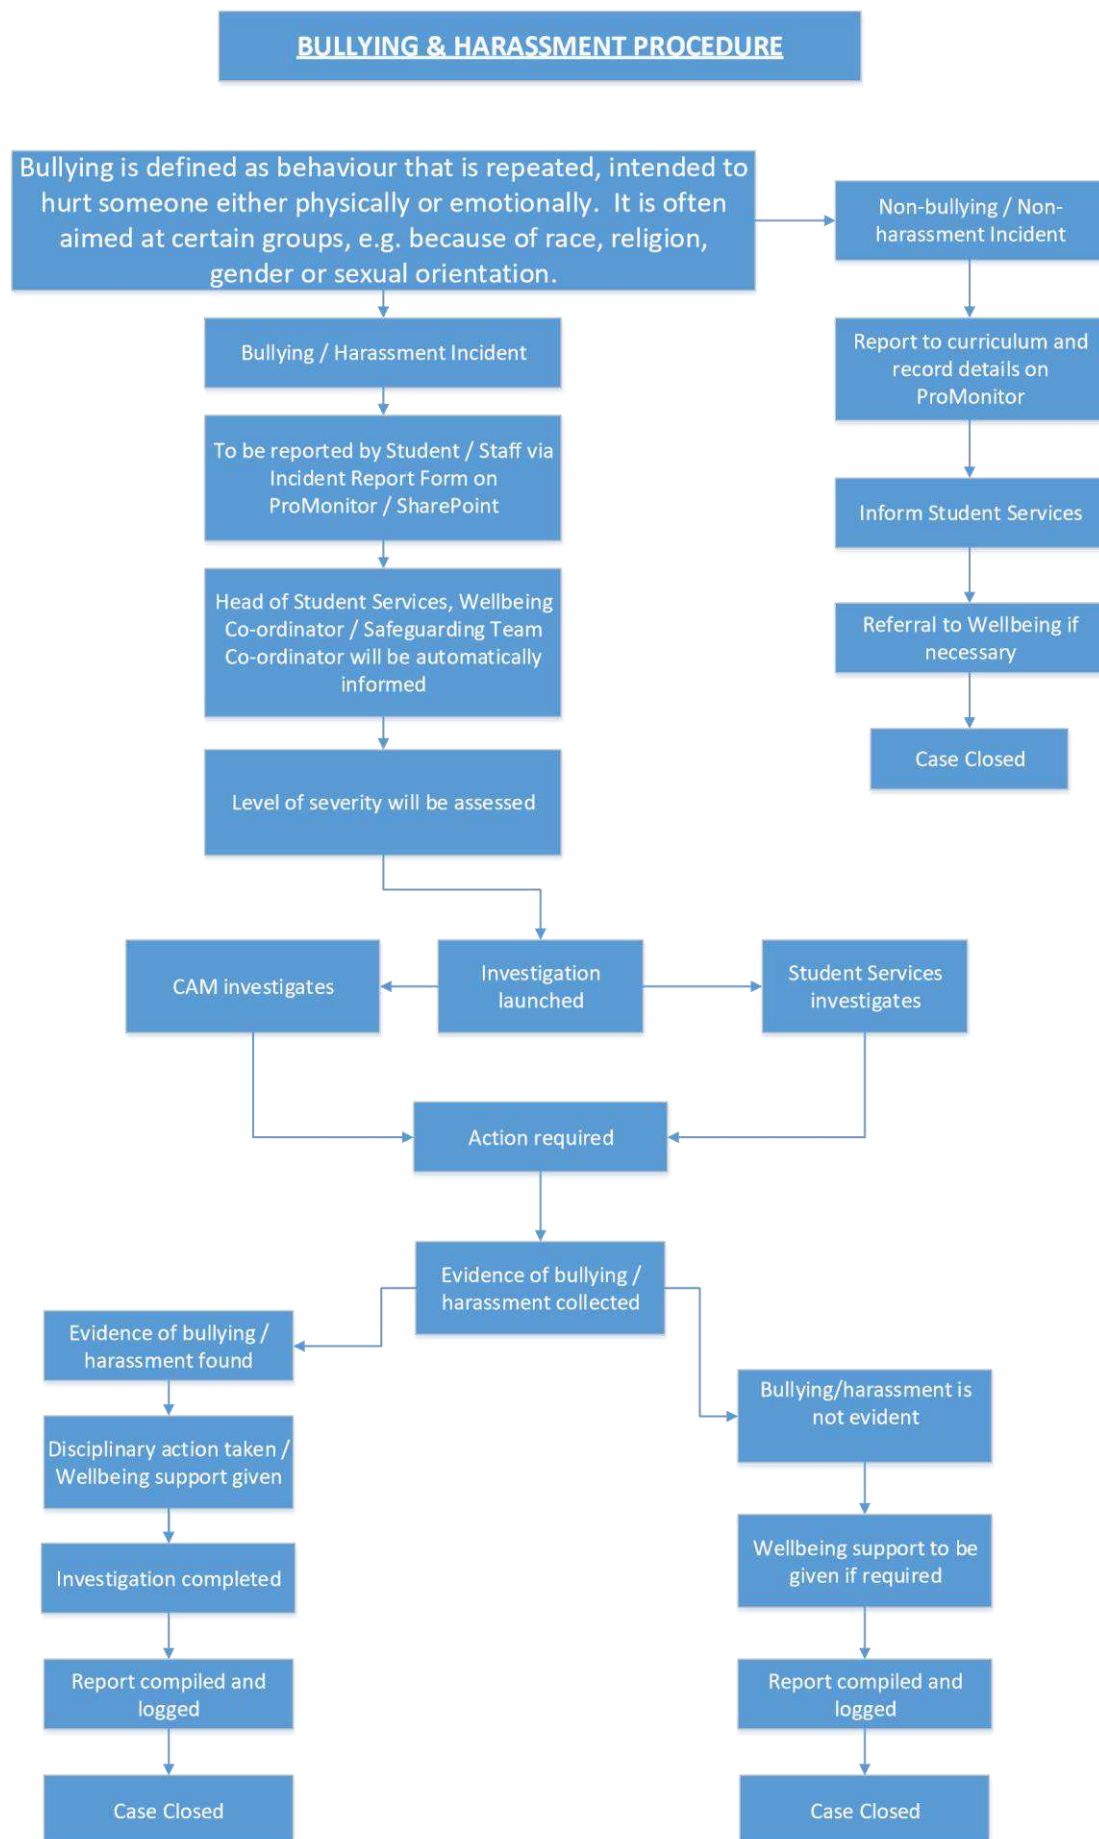 BULLYING & HARASSMENT PROCEDURE
Bullying is defined as behaviour that is repeated, intended to
hurt someone either physically or emotionally. It is often
aimed at certain groups, e.g. because of race, religion,
gender or sexual orientation.
Non-bullying / Non-
harassment Incident
Bullying / Harassment Incident
Report to curriculum and
record details on
ProMonitor
To be reported by Student / Staff via
Incident Report Form on
ProMonitor / SharePoint
Inform Student Services
Head of Student Services, Wellbeing
Co-ordinator / Safeguarding Team
Co-ordinator will be automatically
informed
Referral to Wellbeing if
necessary
Case Closed
Level of severity will be assessed
CAM investigates
Investigation
launched
Student Services
investigates
Action required
Evidence of bullying /
harassment collected
Evidence of bullying /
harassment found
Bullying/harassment is
not evident
Disciplinary action taken /
Wellbeing support given
Wellbeing support to be
given if required
Investigation completed
Report compiled and
logged
Report compiled and
logged
Case Closed
Case Closed